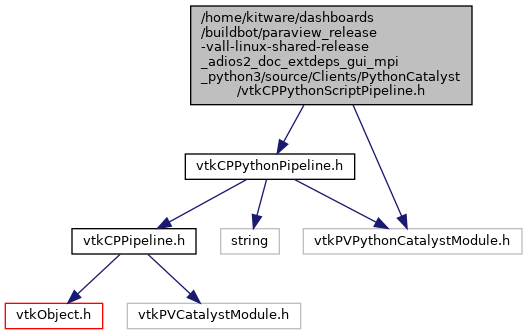 /home/kitware/dashboards
/buildbot/paraview_release
-vall-linux-shared-release
_adios2_doc_extdeps_gui_mpi
_python3/source/Clients/PythonCatalyst
/vtkCPPythonScriptPipeline.h
vtkCPPythonPipeline.h
vtkCPPipeline.h
string
vtkPVPythonCatalystModule.h
vtkObject.h
vtkPVCatalystModule.h